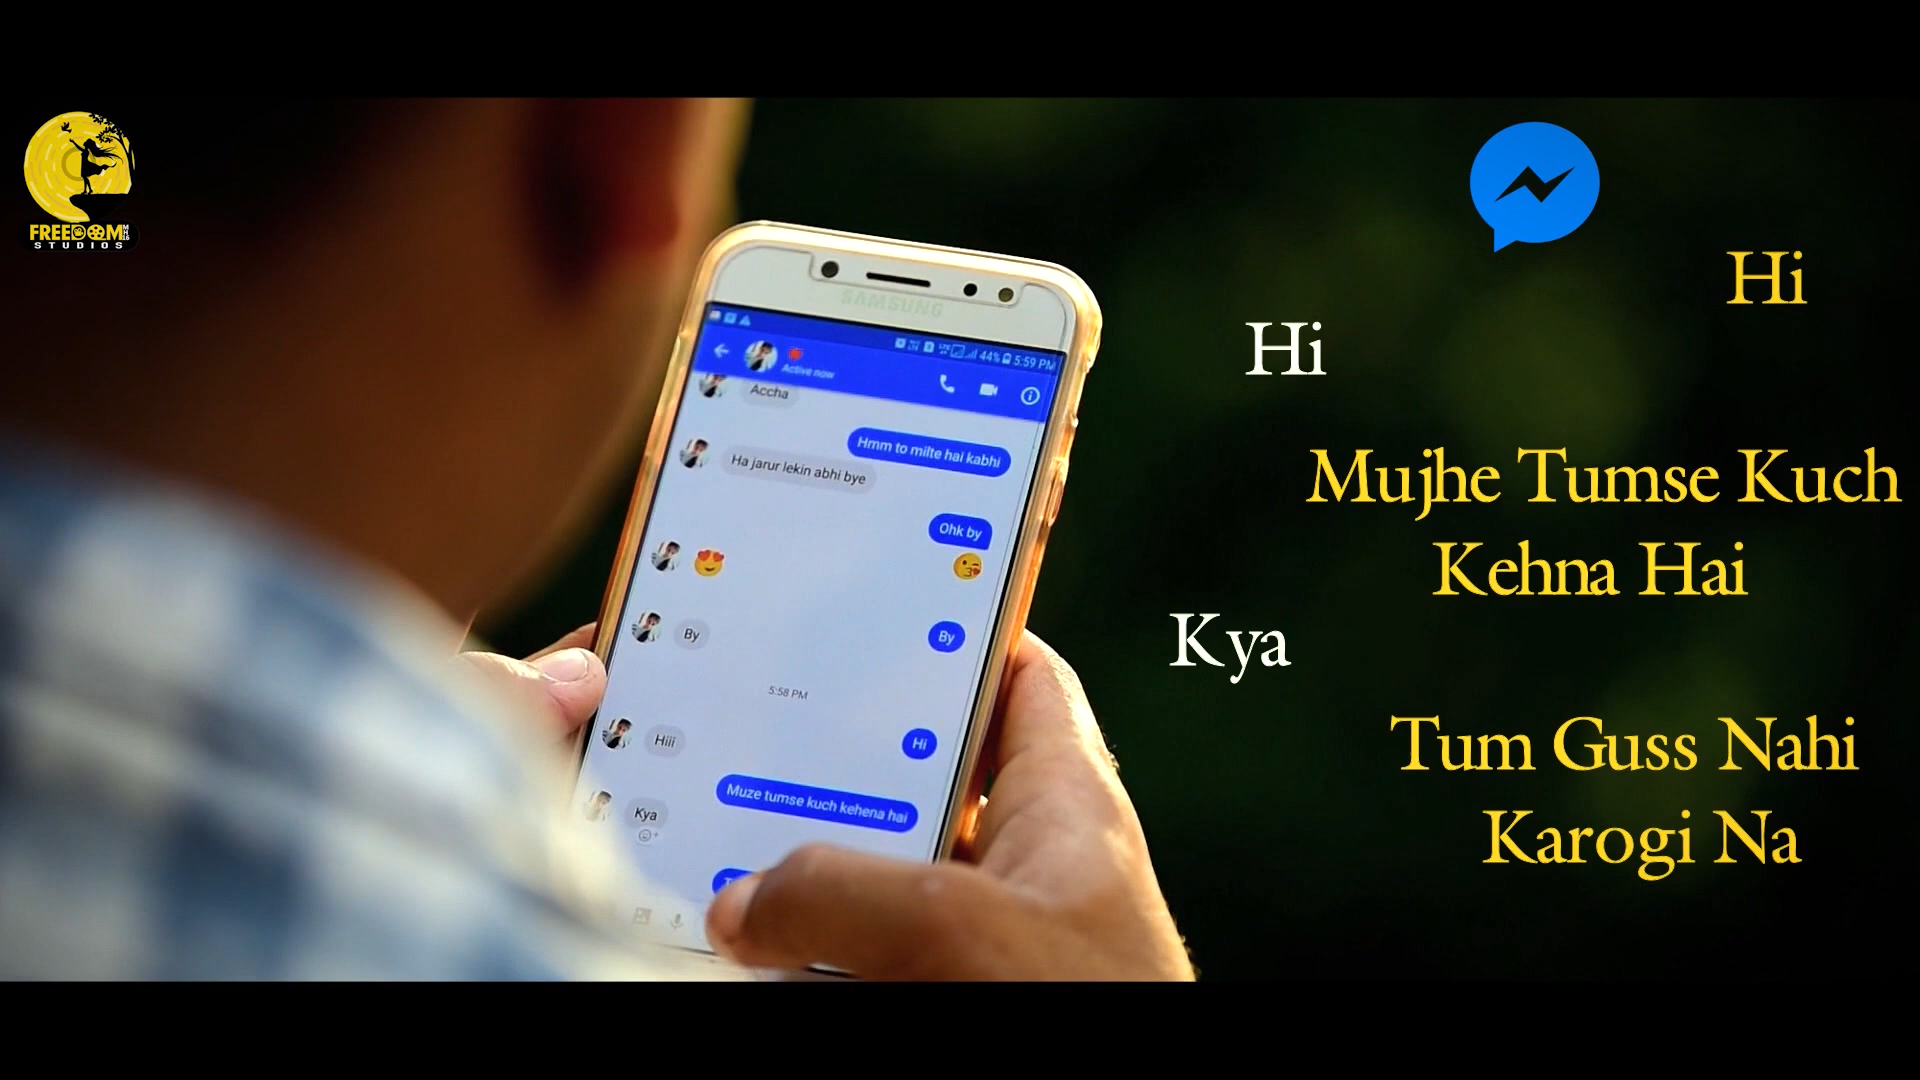 FREEDOM
STUDIOS
SAMSUNG
44% 5:59 PM
Active now
Accha
Hmm to milte hai kabhi
Ha jarur lekin abhi bye
Ohk by
By
By
5:58 PM
Hiii
Hi
Muze tumse kuch kehena hai
Kya
Hi
Hi
Mujhe Tumse Kuch
Kehna Hai
Kya
Tum Guss Nahi
Karogi Na